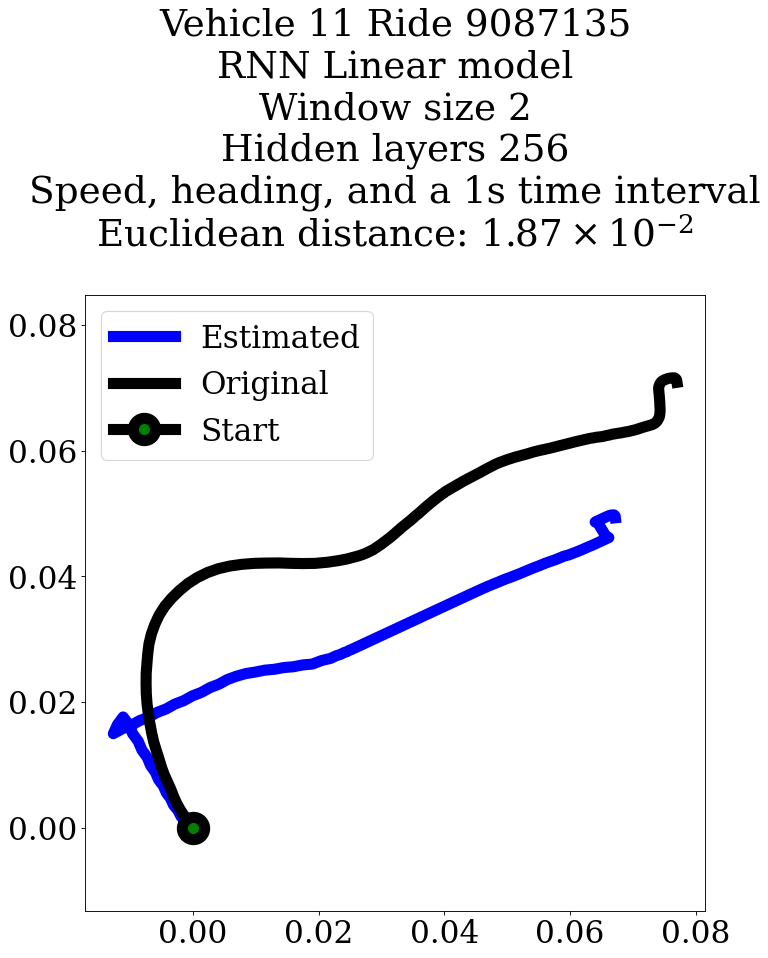 Vehicle 11 Ride 9087135
RNN Linear model
Window size 2
Hidden layers 256
Speed, heading, and a 1s time interval
Euclidean distance: 1.87 × 10⁻²
Estimated
Original
Start
0.08
0.06
0.04
0.02
0.00
0.00 0.02 0.04 0.06 0.08